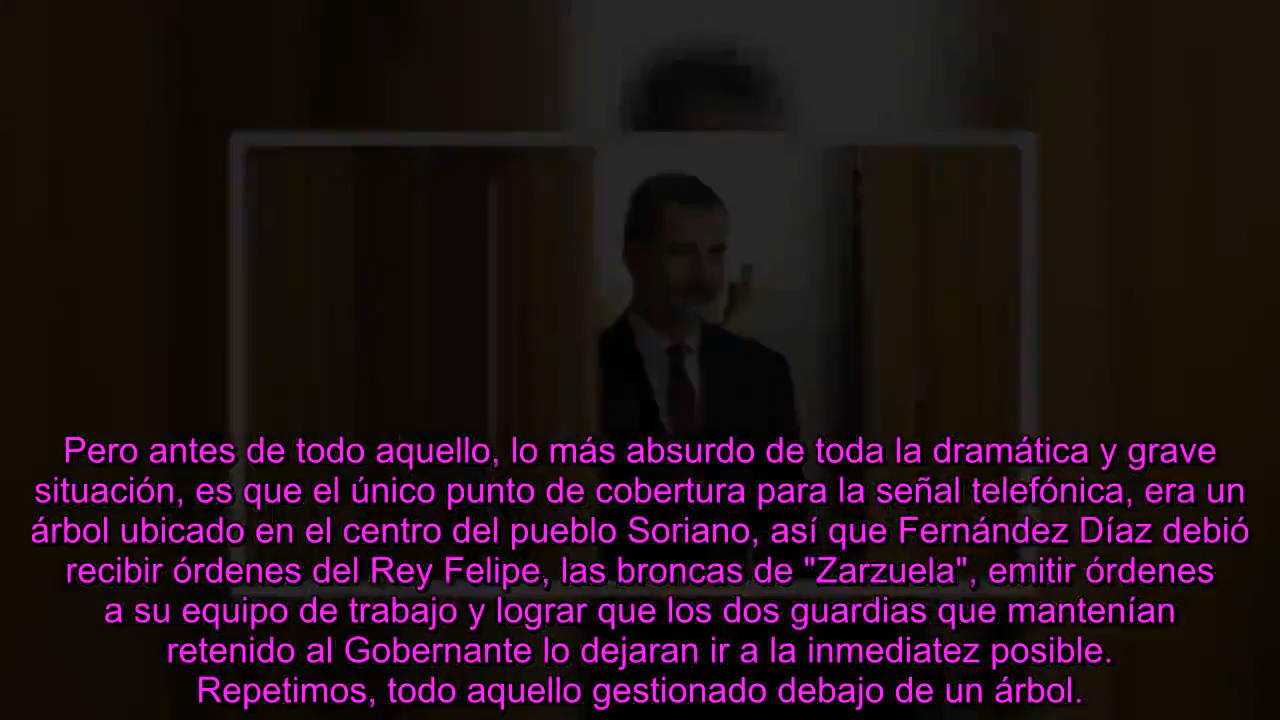 Pero antes de todo aquello, lo más absurdo de toda la dramática y grave
situación, es que el único punto de cobertura para la señal telefónica, era un
árbol ubicado en el centro del pueblo Soriano, así que Fernández Díaz debió
recibir órdenes del Rey Felipe, las broncas de "Zarzuela", emitir órdenes
a su equipo de trabajo y lograr que los dos guardias que mantenían
retenido al Gobernante lo dejaran ir a la inmediatez posible.
Repetimos, todo aquello gestionado debajo de un árbol.